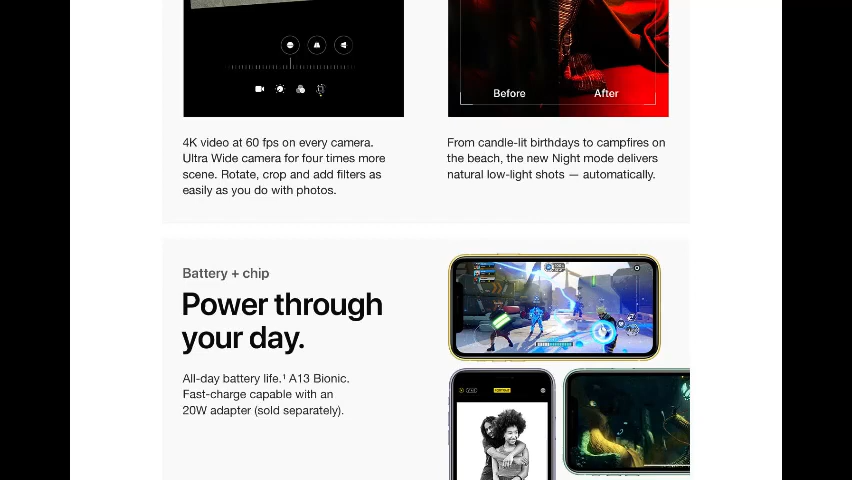 Before
After
4K video at 60 fps on every camera.
Ultra Wide camera for four times more
scene. Rotate, crop and add filters as
easily as you do with photos.
From candle-lit birthdays to campfires on
the beach, the new Night mode delivers
natural low-light shots — automatically.
Battery + chip
Power through
your day.
All-day battery life.¹ A13 Bionic.
Fast-charge capable with an
20W adapter (sold separately).